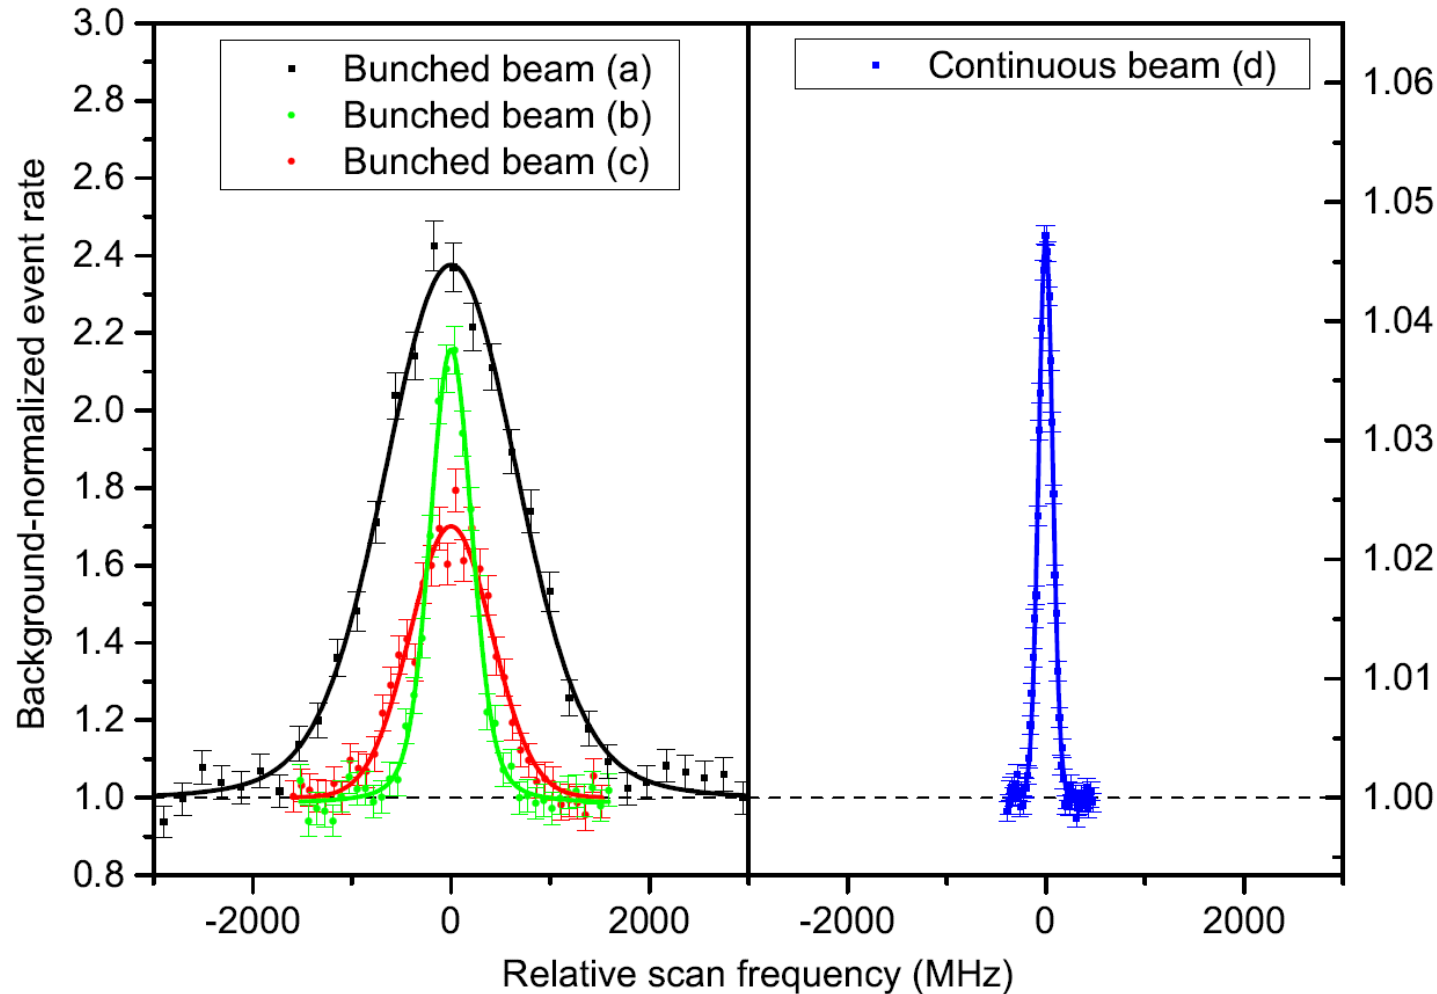 Background-normalized event rate
3.0
2.8
2.6
2.4
2.2
2.0
1.8
1.6
1.4
1.2
1.0
0.8
Bunched beam (a)
Bunched beam (b)
Bunched beam (c)
Continuous beam (d)
1.06
1.05
1.04
1.03
1.02
1.01
1.00
-2000 0 2000 -2000 0 2000
Relative scan frequency (MHz)